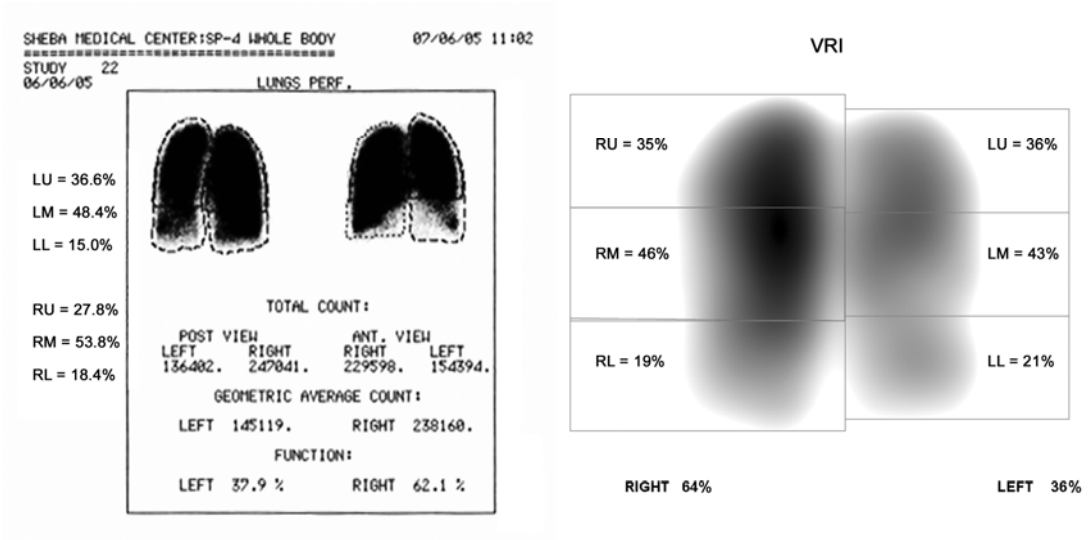 SHEBA MEDICAL CENTER:SP-4 WHOLE BODY 07/06/05 11:02
STUDY 22
06/06/05
LUNGS PERF.
LU = 36.6%
LM = 48.4%
LL = 15.0%
RU = 27.8%
RM = 53.8%
RL = 18.4%
TOTAL COUNT:
POST VIEW ANT. VIEW
LEFT RIGHT RIGHT LEFT
136402. 247041. 229598. 154394.
GEOMETRIC AVERAGE COUNT:
LEFT 145119. RIGHT 238160.
FUNCTION:
LEFT 37.9 % RIGHT 62.1 %
VRI
RU = 35% LU = 36%
RM = 46% LM = 43%
RL = 19% LL = 21%
RIGHT 64% LEFT 36%